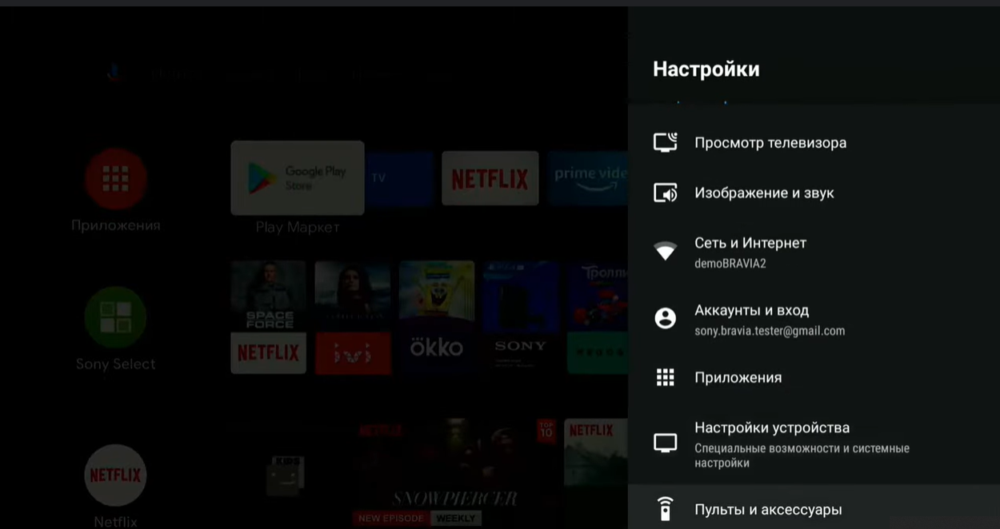 Настройки
Просмотр телевизора
Изображение и звук
Сеть и Интернет
demoBRAVIA2
Аккаунты и вход
sony.bravia.tester@gmail.com
Приложения
Настройки устройства
Специальные возможности и системные
настройки
Пульты и аксессуары
Приложения
Google Play
Store
TV
NETFLIX
prime vide
Play Маркет
Sony Select
SPACE
FORCE
NETFLIX
okko
SONY
Тролли
Netflix
NETFLIX
KIDS
NETFLIX
TOP
10
SNOWPIERCER
NEW EPISODE WEEKLY
NETFLIX